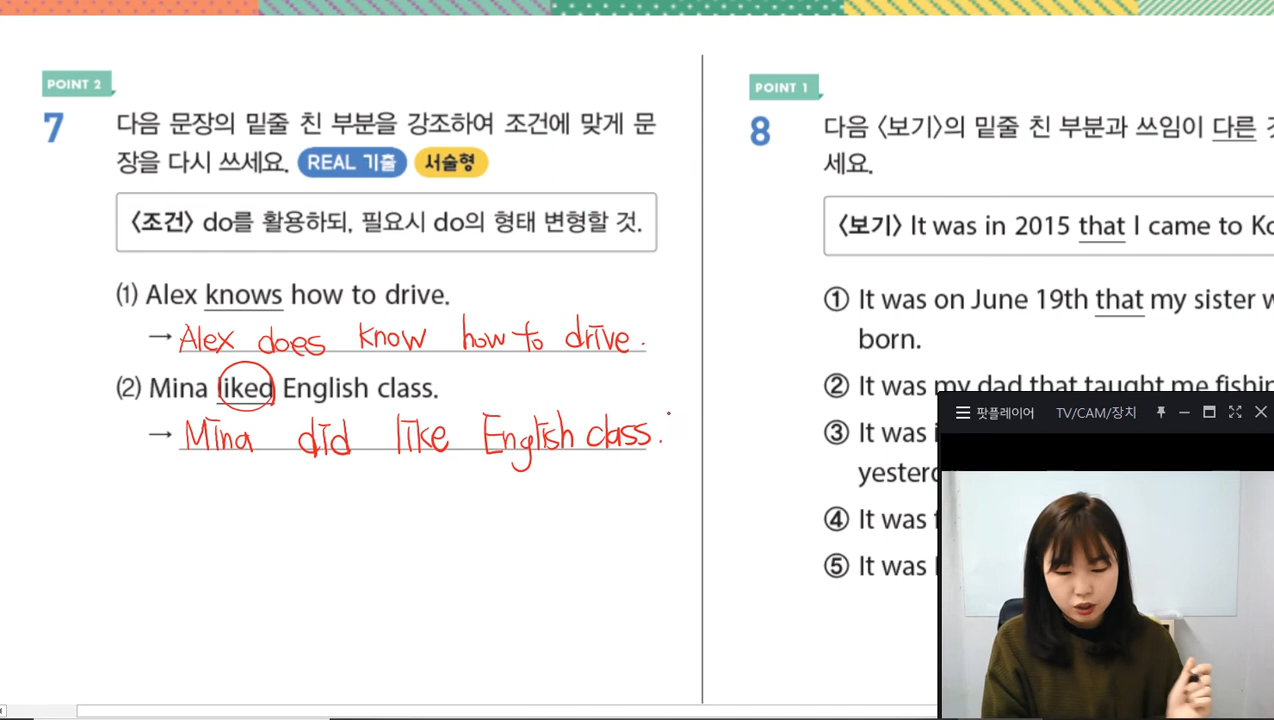 POINT 2
7
다음 문장의 밑줄 친 부분을 강조하여 조건에 맞게 문
장을 다시 쓰세요. REAL 기출 서술형
〈조건〉 do를 활용하되, 필요시 do의 형태 변형할 것.
(1) Alex knows how to drive.
→ Alex does know how to drive.
(2) Mina liked English class.
→ Mina did like English class.
POINT 1
8
다음 〈보기〉의 밑줄 친 부분과 쓰임이 다른
세요.
〈보기〉 It was in 2015 that I came to
① It was on June 19th that my sister
born.
② It was my dad that taught me
③ It was
④ It was
⑤ It was
팟플레이어 TV/CAM/장치